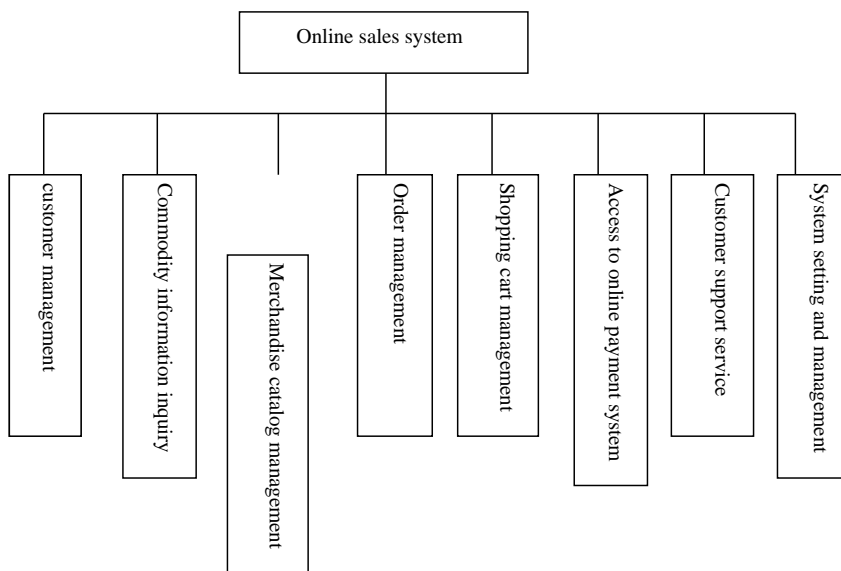 Online sales system
customer management
Commodity information inquiry
Merchandise catalog management
Order management
Shopping cart management
Access to online payment system
Customer support service
System setting and management